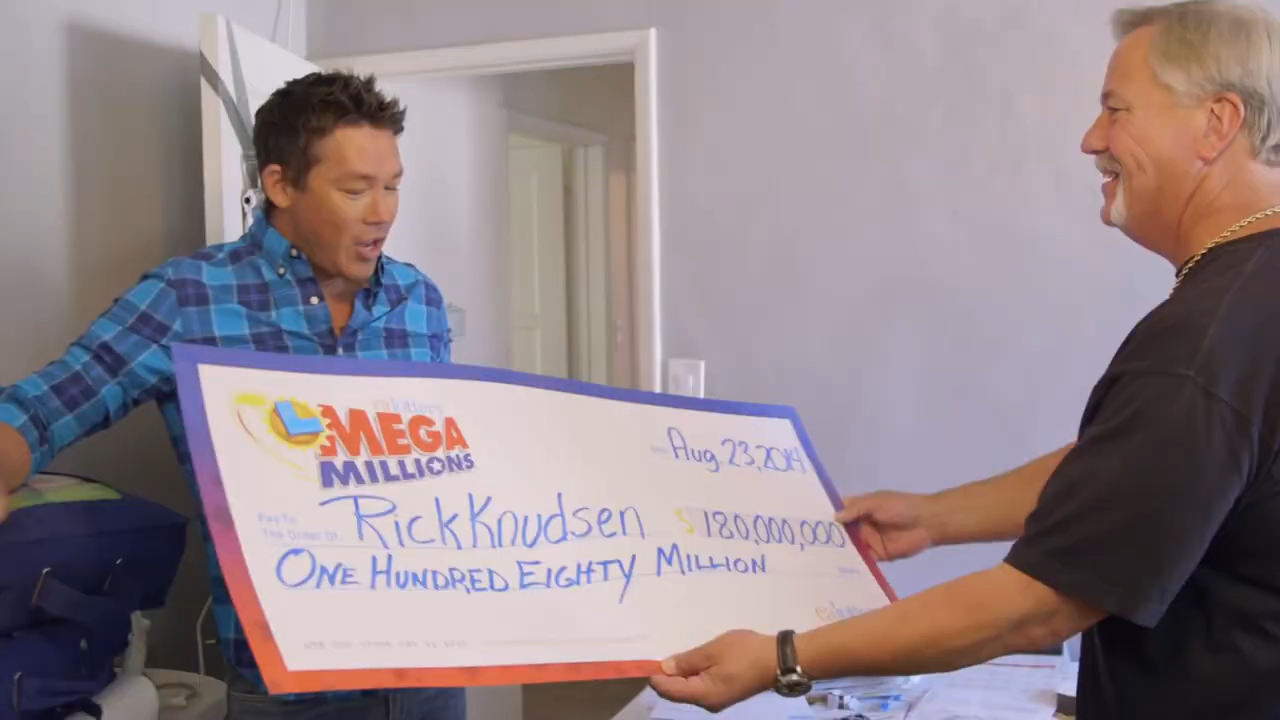 lottery
MEGA
MILLIONS
Aug. 23, 2014
Pay To
The Order Of
Rick Knudsen
$ 180,000,000
ONE HUNDRED EIGHTY MILLION
lottery